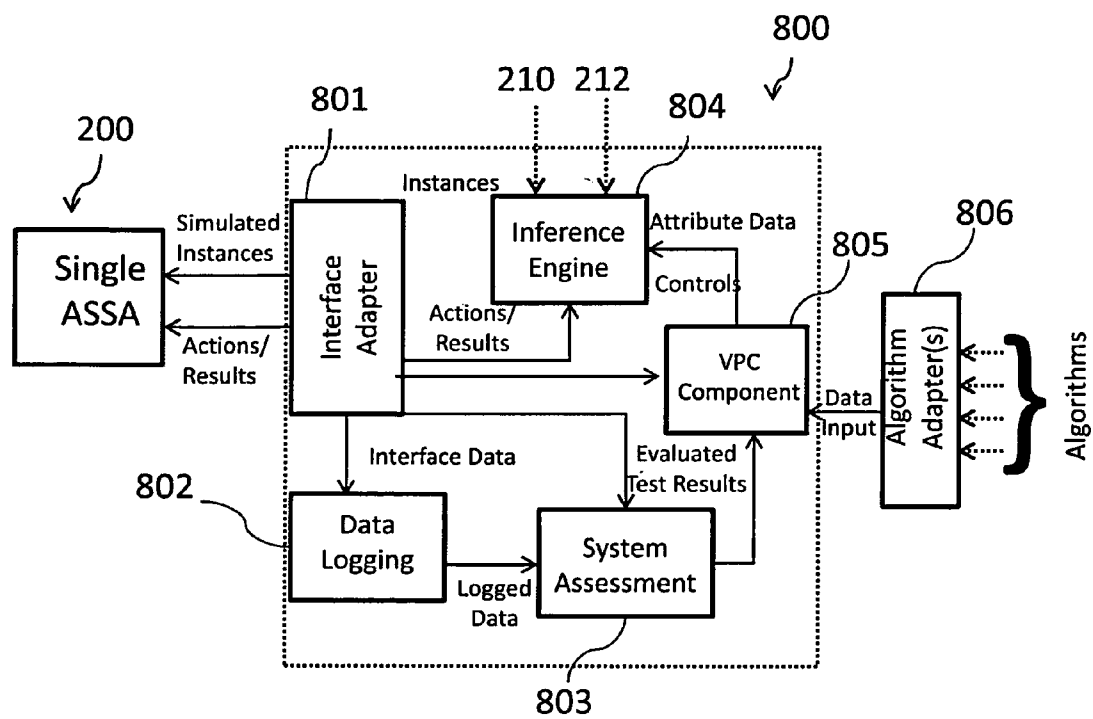 800
210 212
801
804
200
Instances
806
Simulated
Instances
Attribute Data
805
Inference
Engine
Single
ASSA
Interface
Adapter
Controls
Actions/
Results
Actions/
Results
VPC
Component
Algorithm
Adapter(s)
Algorithms
Data
Input
Interface Data
Evaluated
Test Results
802
Data
Logging
System
Assessment
Logged
Data
803